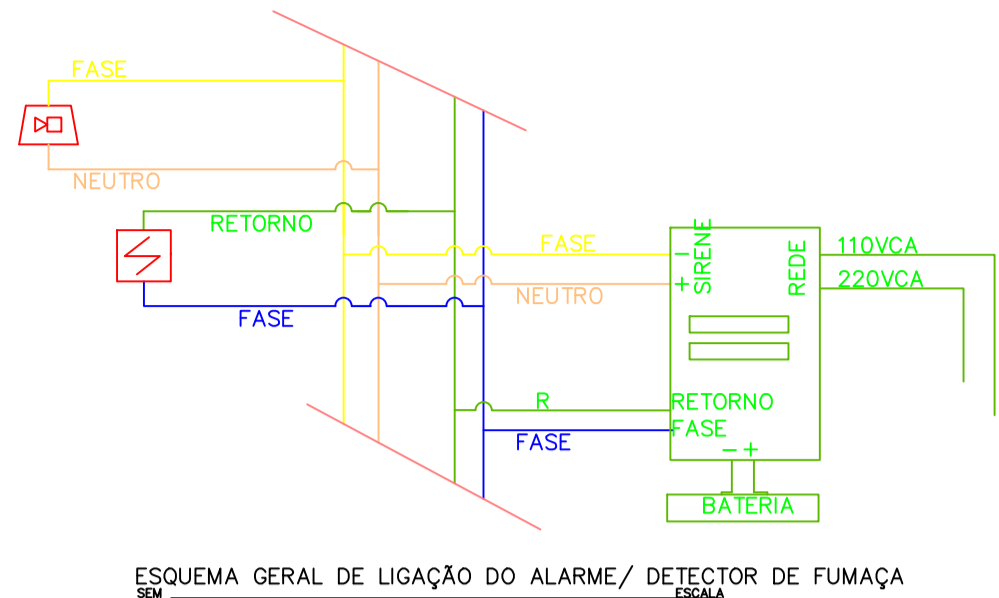 FASE
NEUTRO
RETORNO
FASE
FASE
NEUTRO
- SIRENE
+
REDE
110VCA
220VCA
R
RETORNO
FASE
FASE
- +
BATERIA
ESQUEMA GERAL DE LIGAÇÃO DO ALARME/ DETECTOR DE FUMAÇA
SEM ESCALA